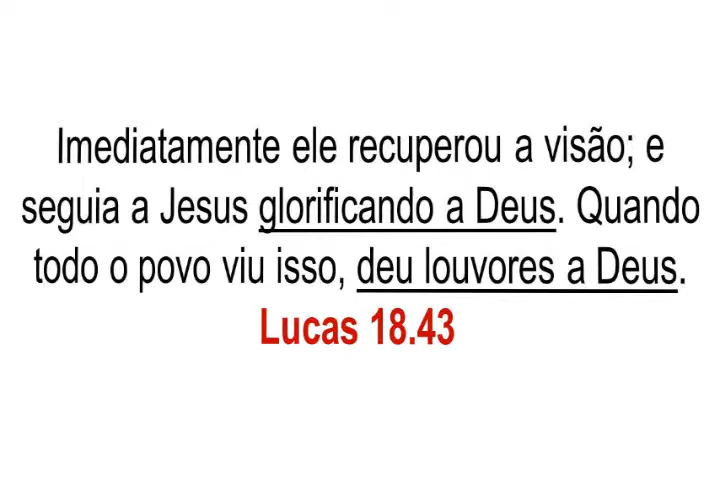 Imediatamente ele recuperou a visão; e
seguia a Jesus glorificando a Deus. Quando
todo o povo viu isso, deu louvores a Deus.
Lucas 18.43